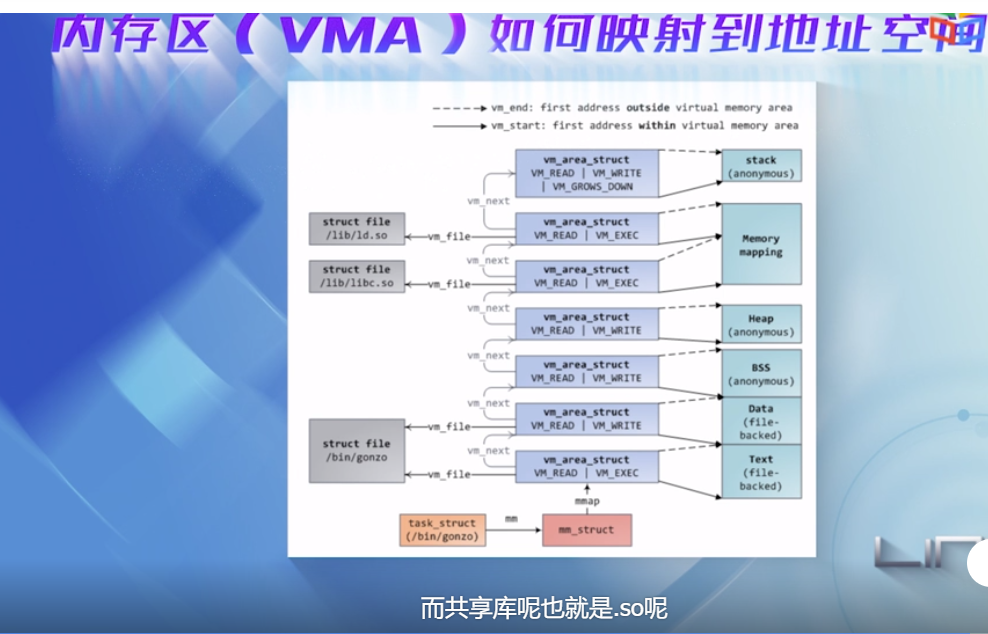 内存区（VMA）如何映射到地址空间
vm_end: first address outside virtual memory area
vm_start: first address within virtual memory area
vm_area_struct
VM_READ | VM_WRITE
| VM_GROWS_DOWN
stack
(anonymous)
vm_next
struct file
/lib/ld.so
vm_file
vm_area_struct
VM_READ | VM_EXEC
Memory
mapping
vm_next
struct file
/lib/libc.so
vm_file
vm_area_struct
VM_READ | VM_EXEC
vm_next
vm_area_struct
VM_READ | VM_WRITE
Heap
(anonymous)
vm_next
vm_area_struct
VM_READ | VM_WRITE
BSS
(anonymous)
vm_next
vm_file
vm_area_struct
VM_READ | VM_WRITE
Data
(file-
backed)
struct file
/bin/gonzo
vm_next
vm_file
vm_area_struct
VM_READ | VM_EXEC
Text
(file-
backed)
mmap
task_struct
(/bin/gonzo)
mm
mm_struct
而共享库呢也就是.so呢